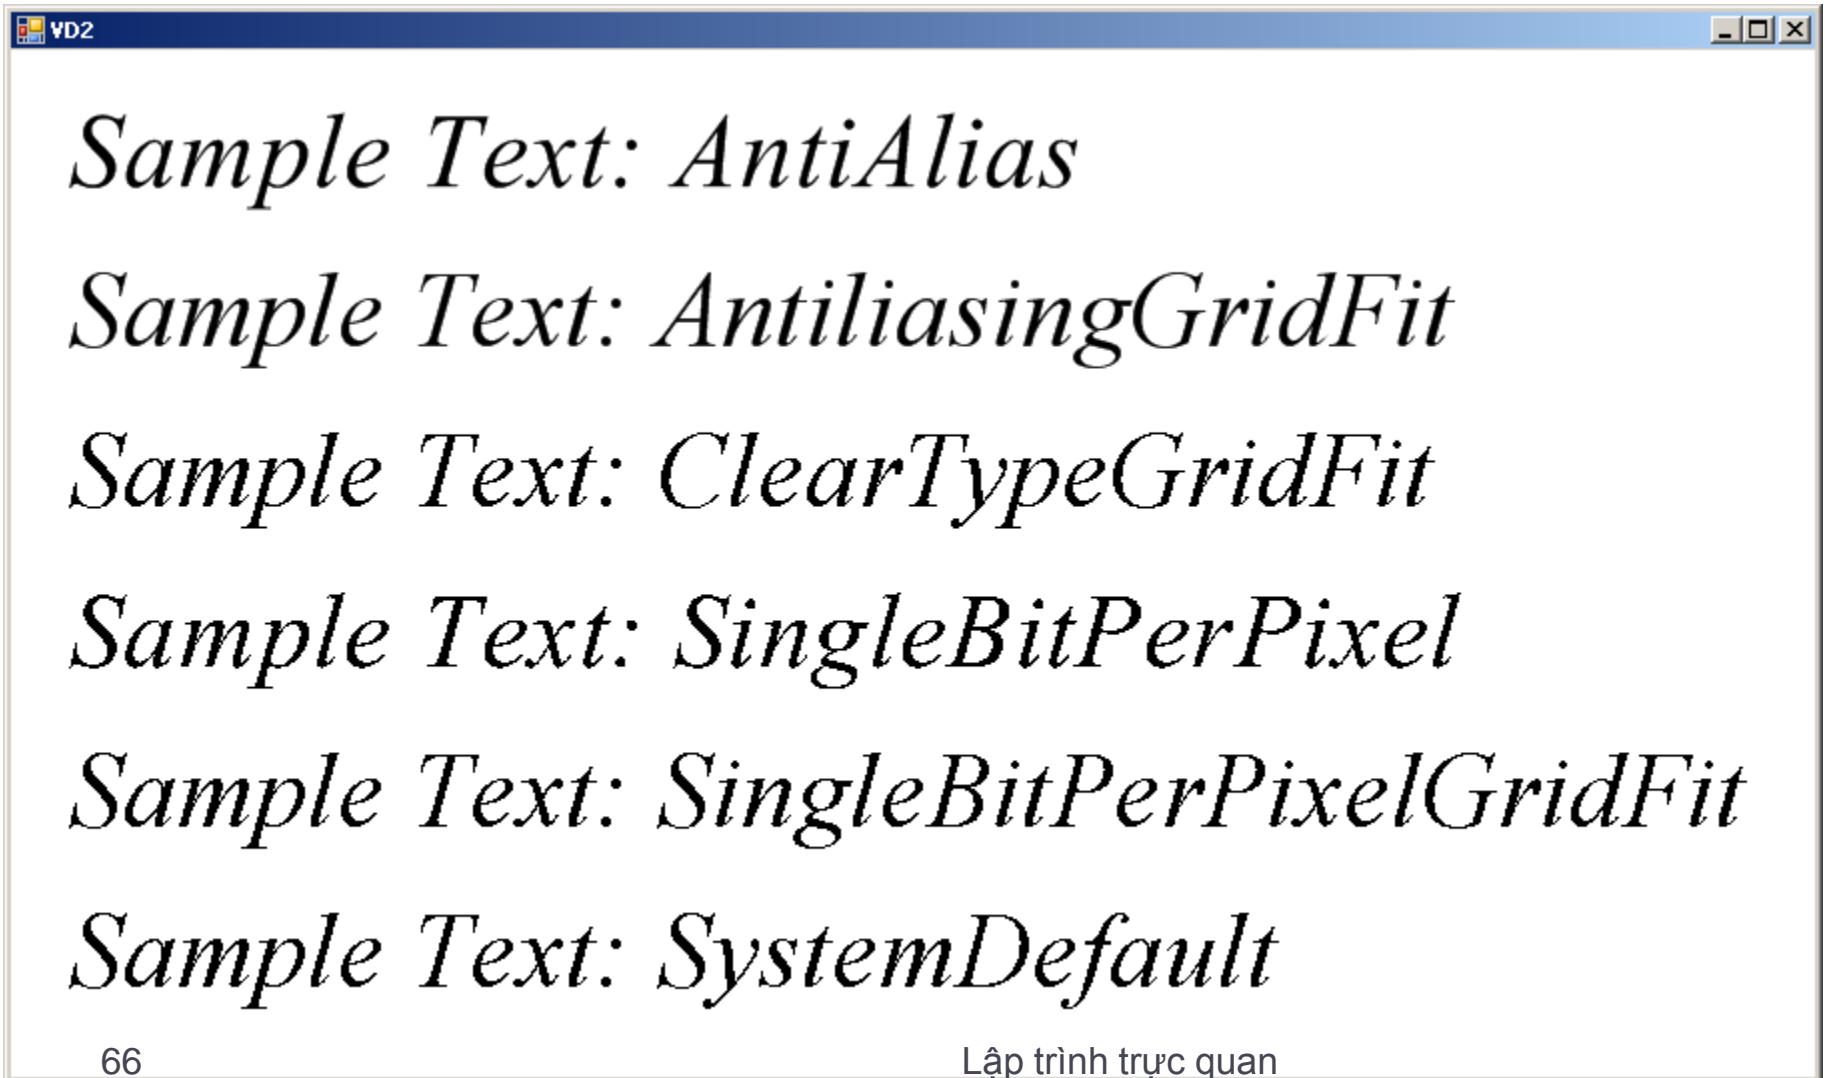 VD2
Sample Text: AntiAlias
Sample Text: AntiliasingGridFit
Sample Text: ClearTypeGridFit
Sample Text: SingleBitPerPixel
Sample Text: SingleBitPerPixelGridFit
Sample Text: SystemDefault
66 Lập trình trực quan